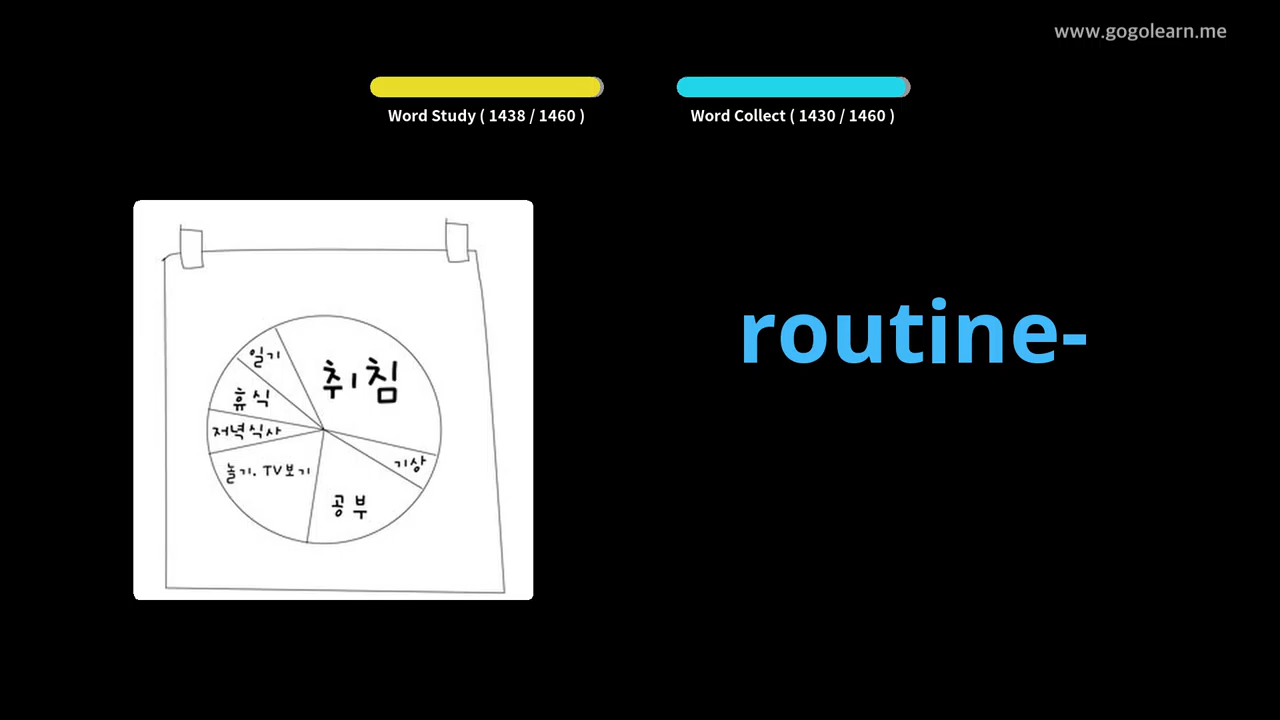 www.gogolearn.me
Word Study ( 1438 / 1460 )
Word Collect ( 1430 / 1460 )
일기
취침
휴식
저녁식사
기상
놀기. TV보기
공부
routine-